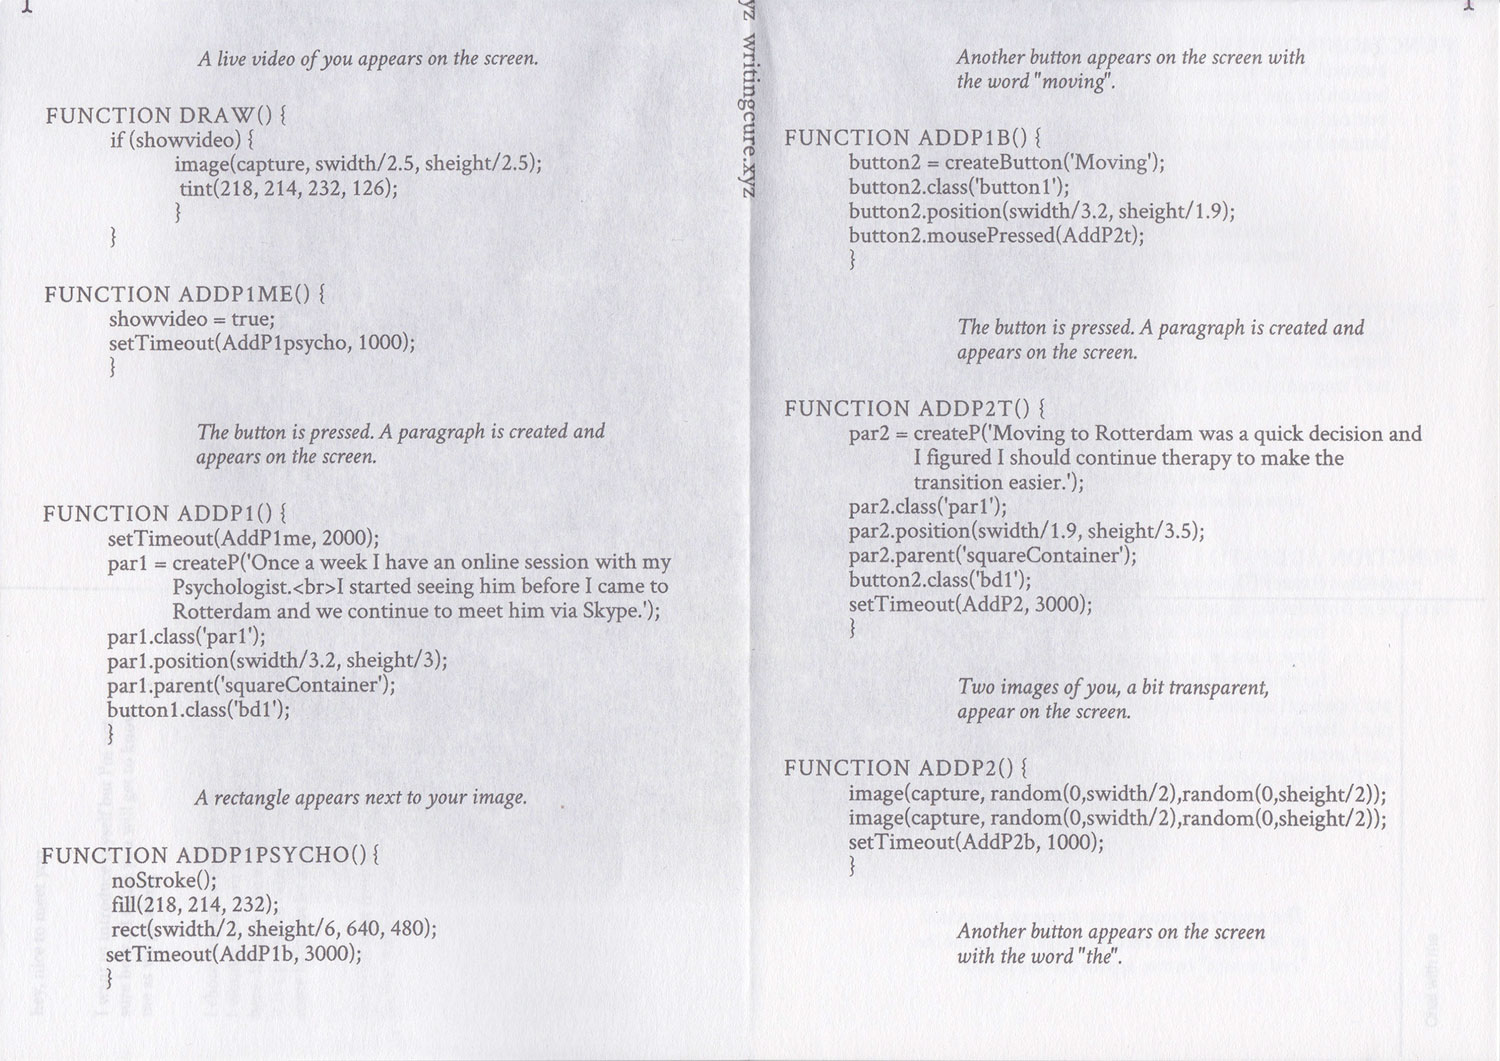 1
A live video of you appears on the screen.
FUNCTION DRAW() {
if (showvideo) {
image(capture, swidth/2.5, sheight/2.5);
tint(218, 214, 232, 126);
}
}
FUNCTION ADDP1ME() {
showvideo = true;
setTimeout(AddP1psycho, 1000);
}
The button is pressed. A paragraph is created and
appears on the screen.
FUNCTION ADDP1() {
setTimeout(AddP1me, 2000);
par1 = createP('Once a week I have an online session with my
Psychologist.<br>I started seeing him before I came to
Rotterdam and we continue to meet him via Skype.');
par1.class('par1');
par1.position(swidth/3.2, sheight/3);
par1.parent('squareContainer');
button1.class('bd1');
}
A rectangle appears next to your image.
FUNCTION ADDP1PSYCHO() {
noStroke();
fill(218, 214, 232);
rect(swidth/2, sheight/6, 640, 480);
setTimeout(AddP1b, 3000);
}
yz writingcure.xyz
1
Another button appears on the screen with
the word "moving".
FUNCTION ADDP1B() {
button2 = createButton('Moving');
button2.class('button1');
button2.position(swidth/3.2, sheight/1.9);
button2.mousePressed(AddP2t);
}
The button is pressed. A paragraph is created and
appears on the screen.
FUNCTION ADDP2T() {
par2 = createP('Moving to Rotterdam was a quick decision and
I figured I should continue therapy to make the
transition easier.');
par2.class('par1');
par2.position(swidth/1.9, sheight/3.5);
par2.parent('squareContainer');
button2.class('bd1');
setTimeout(AddP2, 3000);
}
Two images of you, a bit transparent,
appear on the screen.
FUNCTION ADDP2() {
image(capture, random(0,swidth/2),random(0,sheight/2));
image(capture, random(0,swidth/2),random(0,sheight/2));
setTimeout(AddP2b, 1000);
}
Another button appears on the screen
with the word "the".